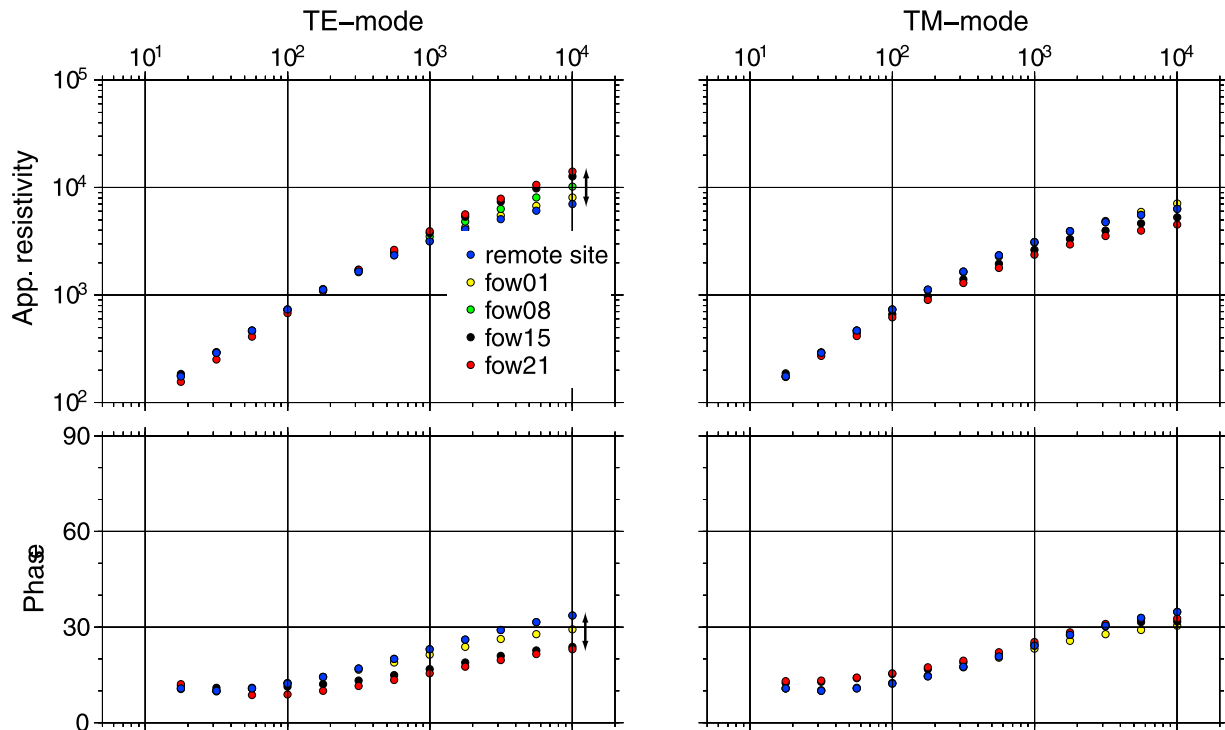 TE−mode
TM−mode
10¹ 10² 10³ 10⁴
10¹ 10² 10³ 10⁴
App. resistivity
10⁵
10⁴
10³
10²
remote site
fow01
fow08
fow15
fow21
Phase
90
60
30
0